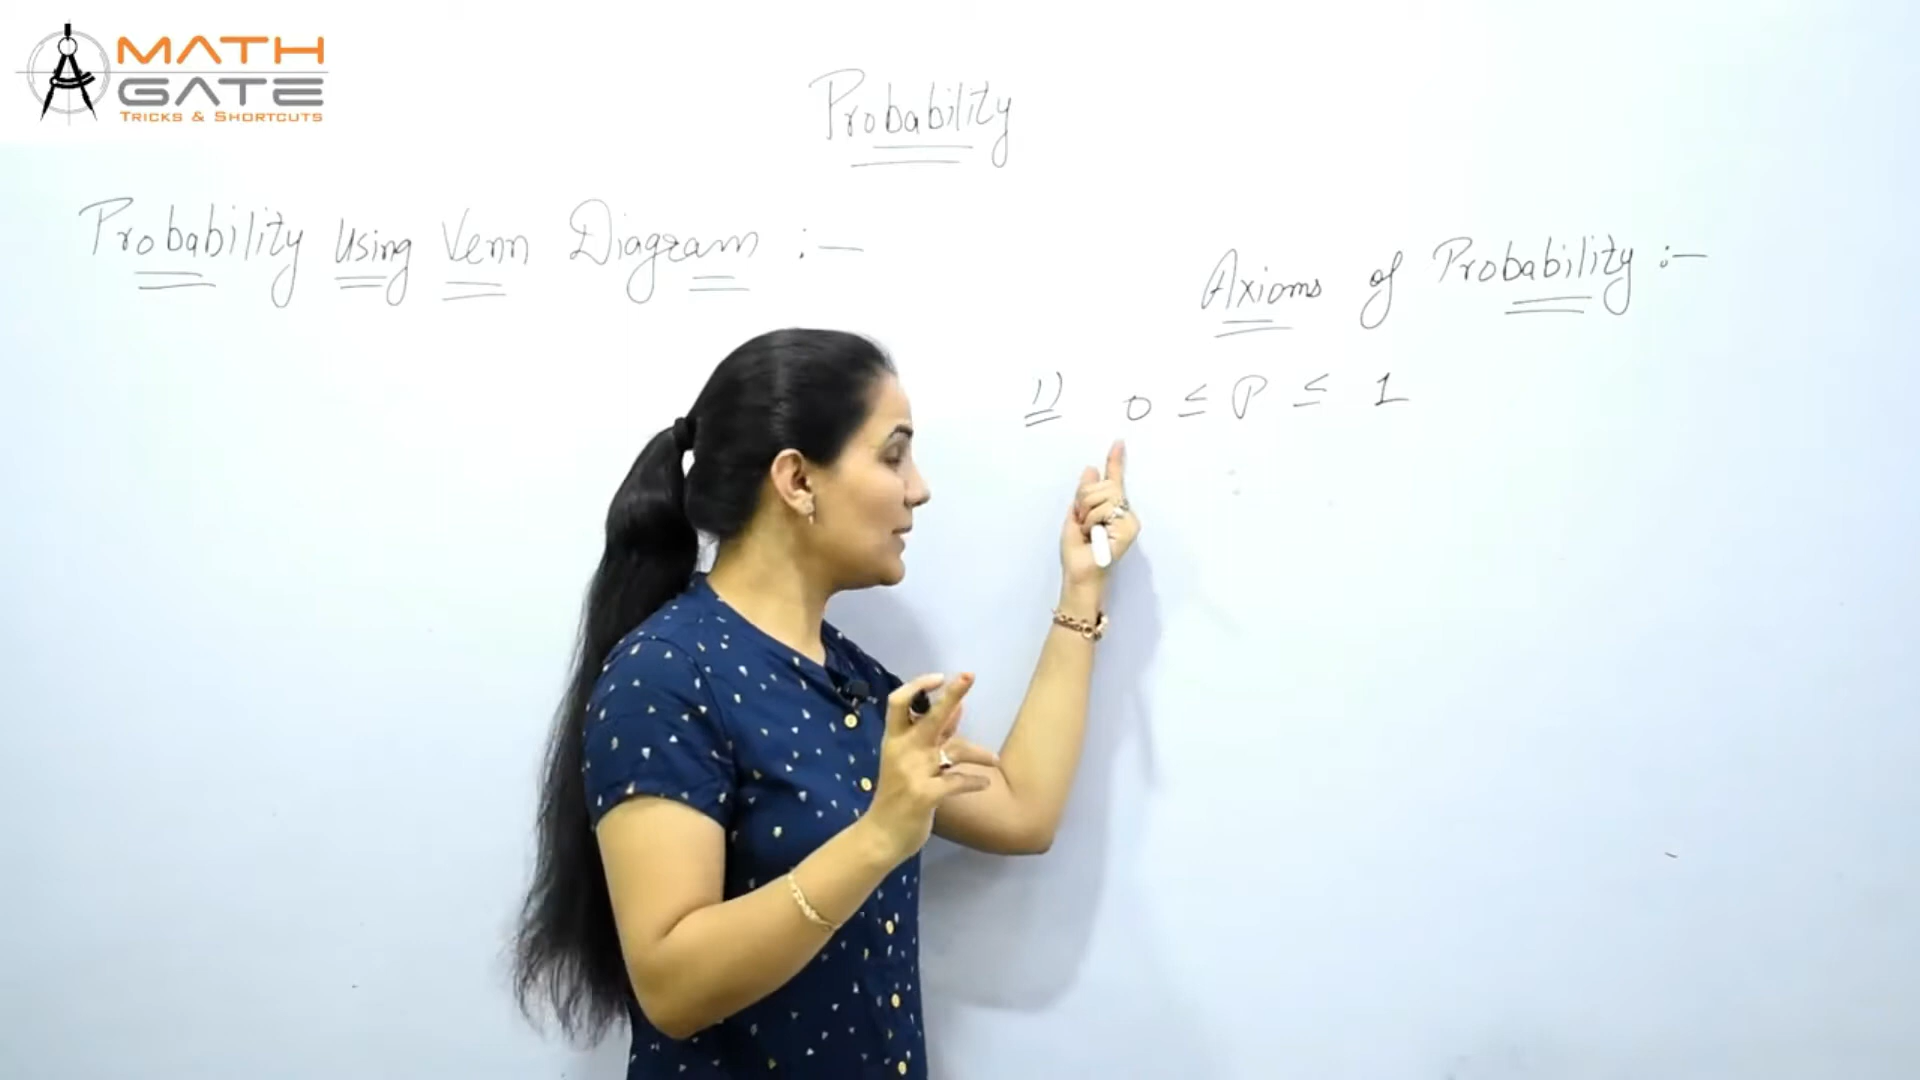 MATH
GATE
TRICKS & SHORTCUTS
Probability
Probability Using Venn Diagram :-
Axioms of Probability :-
1) 0 ≤ P ≤ 1